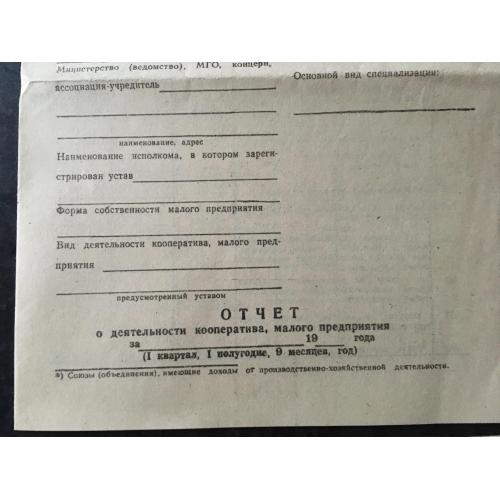 Министерство (ведомство), МГО, концерн,
ассоциация-учредитель
наименование, адрес
Наименование исполкома, в котором зареги-
стрирован устав
Форма собственности малого предприятия
Вид деятельности кооператива, малого пред-
приятия
предусмотренный уставом
Основной вид специализации:
ОТЧЕТ
о деятельности кооператива, малого предприятия
за 19 года
(I квартал, I полугодие, 9 месяцев, год)
*) Союзы (объединения), имеющие доходы от производственно-хозяйственной деятельности.